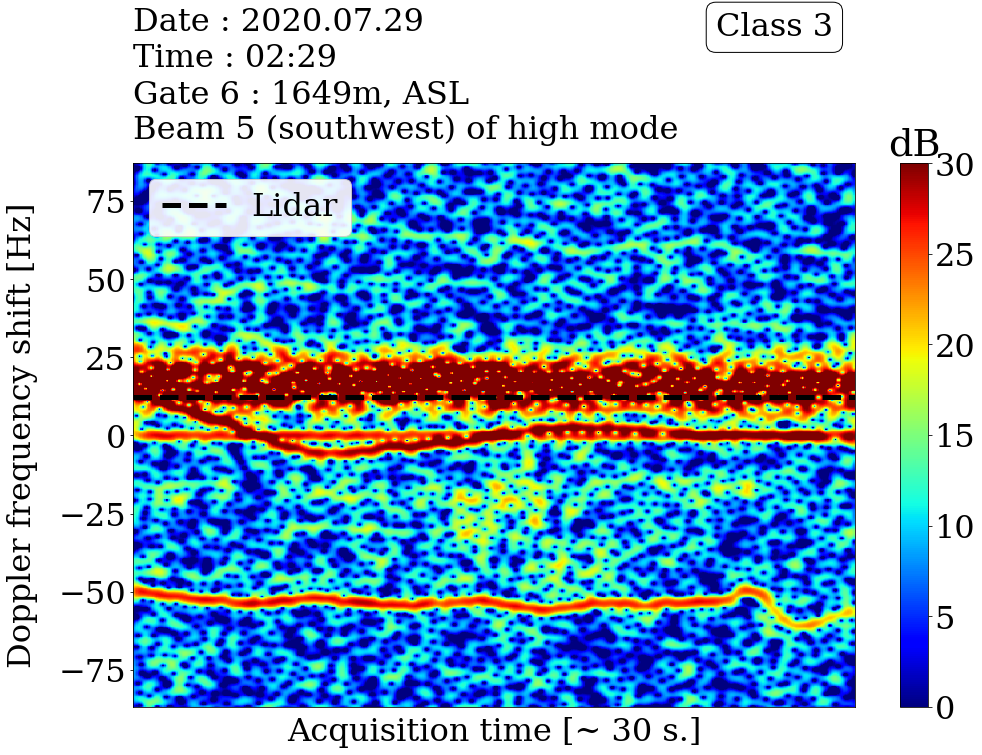 Date : 2020.07.29
Time : 02:29
Gate 6 : 1649m, ASL
Beam 5 (southwest) of high mode
Class 3
dB
Lidar
Doppler frequency shift [Hz]
75
50
25
0
−25
−50
−75
30
25
20
15
10
5
0
Acquisition time [~ 30 s.]